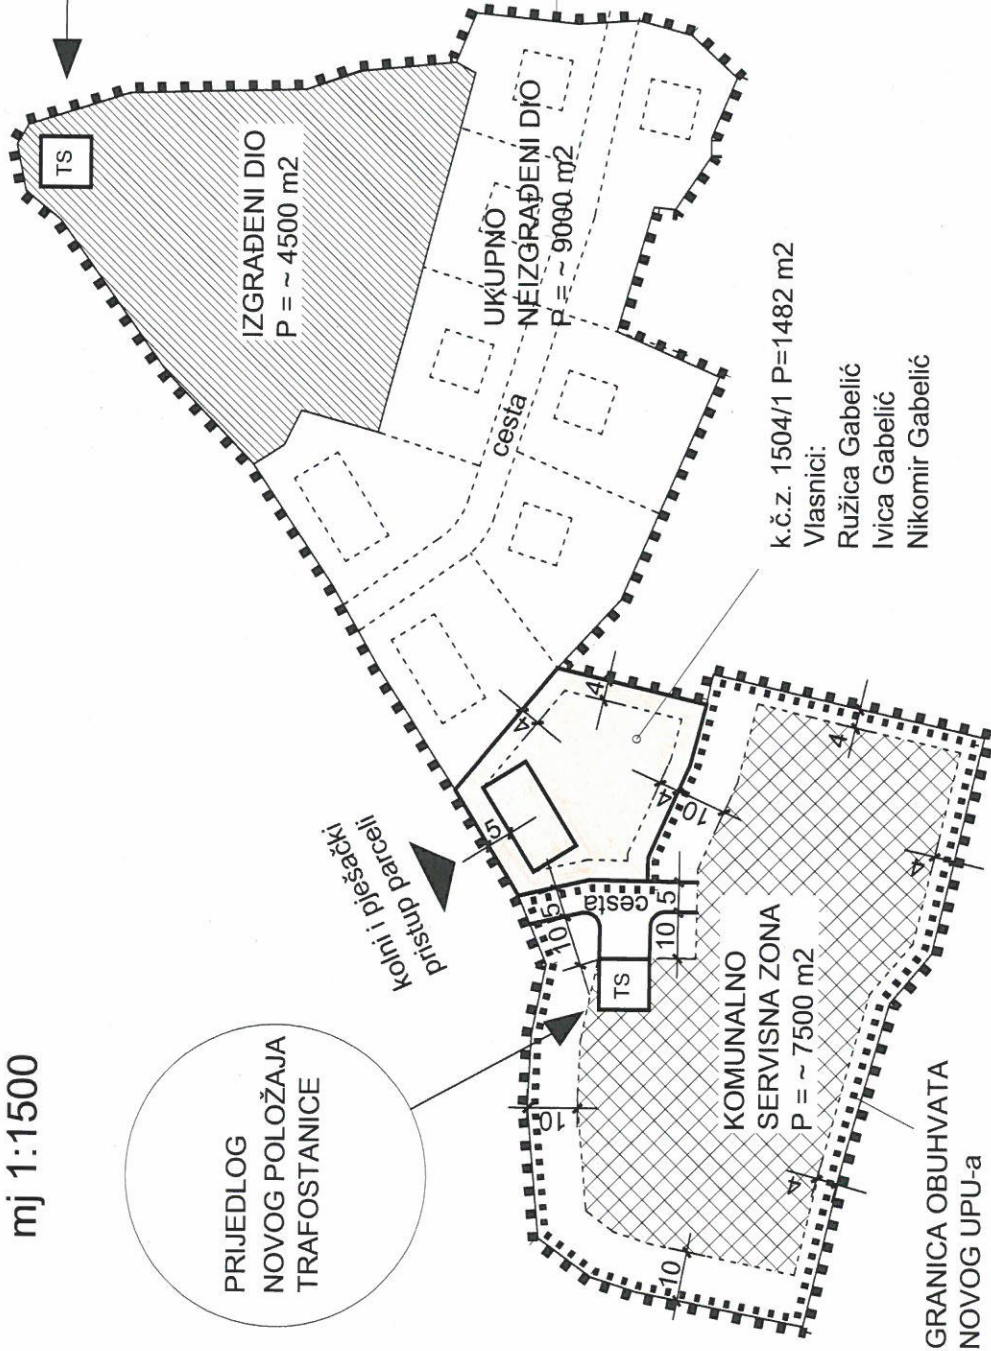 mj 1:1500
PRIJEDLOG
NOVOG POLOŽAJA
TRAFOSTANICE
kolni i pješački
pristup parceli
TS
IZGRAĐENI DIO
P = ~ 4500 m2
UKUPNO
NEIZGRAĐENI DIO
P = ~ 9000 m2
cesta
k.č.z. 1504/1 P=1482 m2
Vlasnici:
Ružica Gabelić
Ivica Gabelić
Nikomir Gabelić
5
4
4
4
10
cesta
5
5
10
10
TS
10
10
4
4
4
KOMUNALNO
SERVISNA ZONA
P = ~ 7500 m2
GRANICA OBUHVATA
NOVOG UPU-a